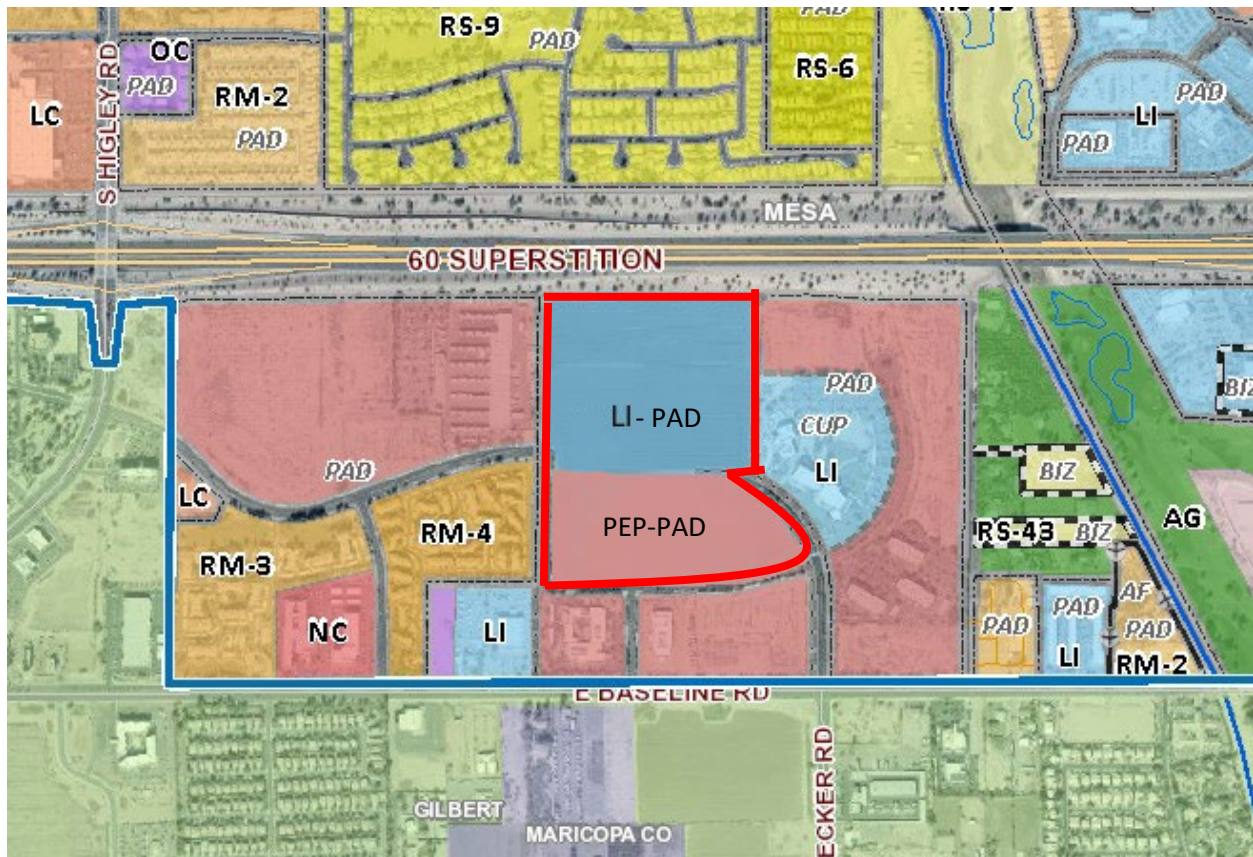 RS-9
PAD
PAD
OC
PAD
RM-2
PAD
RS-6
PAD
LI
PAD
LC
S HIGLEY RD
MESA
60 SUPERSTITION
LI - PAD
PAD
CUP
LI
BIZ
PAD
LC
RM-4
PEP-PAD
BIZ
AG
RM-3
RS-43
BIZ
NC
LI
AF
PAD
PAD
PAD
LI
RM-2
E BASELINE RD
ECKER RD
GILBERT
MARICOPA CO